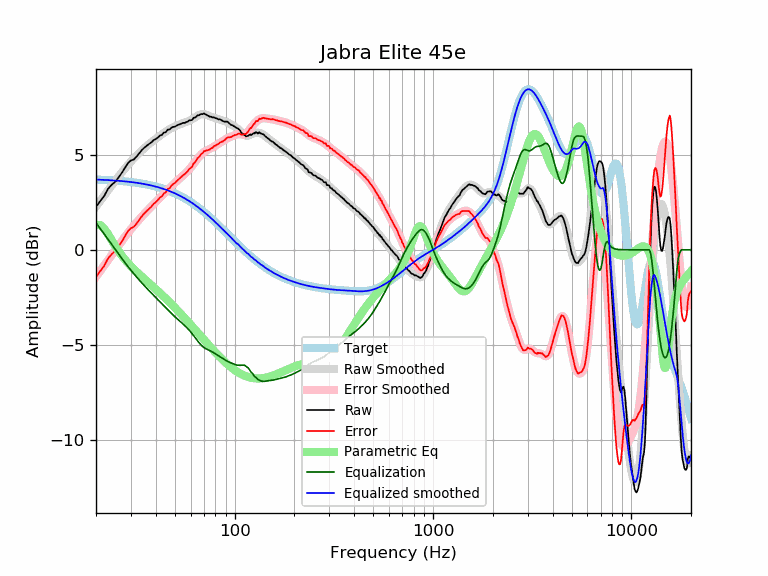 Jabra Elite 45e
Amplitude (dBr)
5
0
−5
−10
Target
Raw Smoothed
Error Smoothed
Raw
Error
Parametric Eq
Equalization
Equalized smoothed
100
1000
10000
Frequency (Hz)